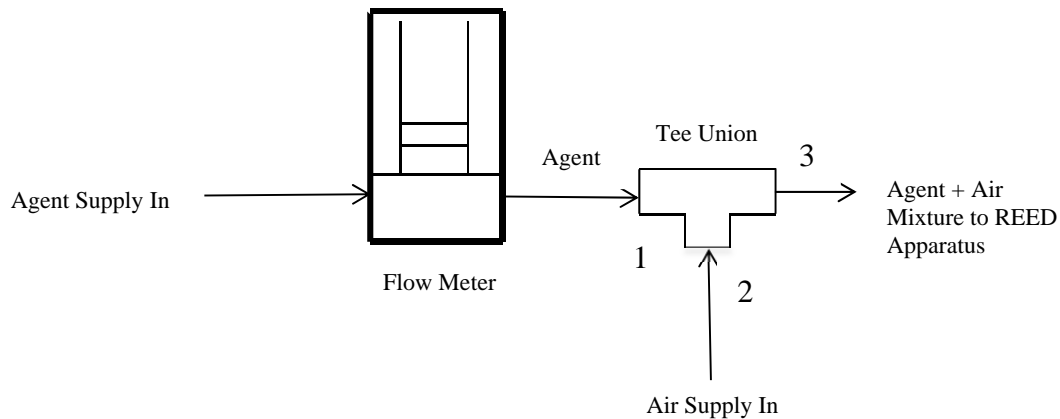 Tee Union
3
Agent
Agent Supply In
Agent + Air
Mixture to REED
Apparatus
1
Flow Meter
2
Air Supply In